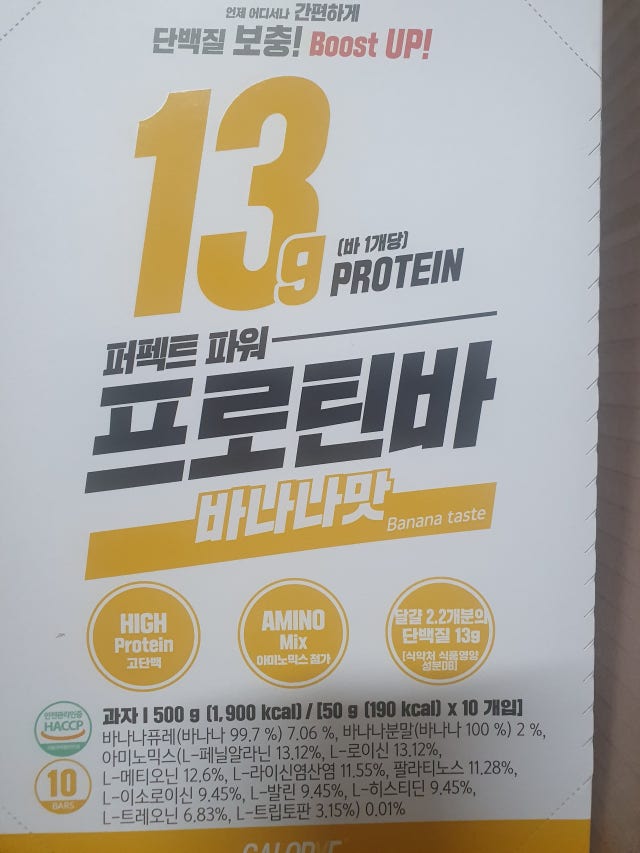 언제 어디서나 간편하게
단백질 보충! Boost UP!
13g
(바 1개당)
PROTEIN
퍼펙트 파워
프로틴바
바나나맛
Banana taste
HIGH
Protein
고단백
AMINO
Mix
아미노믹스 첨가
달걀 2.2개분의
단백질 13g
[식약처 식품영양
성분DB]
안전관리인증
HACCP
과자 I 500 g (1,900 kcal) / [50 g (190 kcal) x 10 개입]
바나나퓨레(바나나 99.7 %) 7.06 %, 바나나분말(바나나 100 %) 2 %,
아미노믹스(L-페닐알라닌 13.12%, L-로이신 13.12%,
L-메티오닌 12.6%, L-라이신염산염 11.55%, 팔라티노스 11.28%,
L-이소로이신 9.45%, L-발린 9.45%, L-히스티딘 9.45%,
L-트레오닌 6.83%, L-트립토판 3.15%) 0.01%
10
BARS